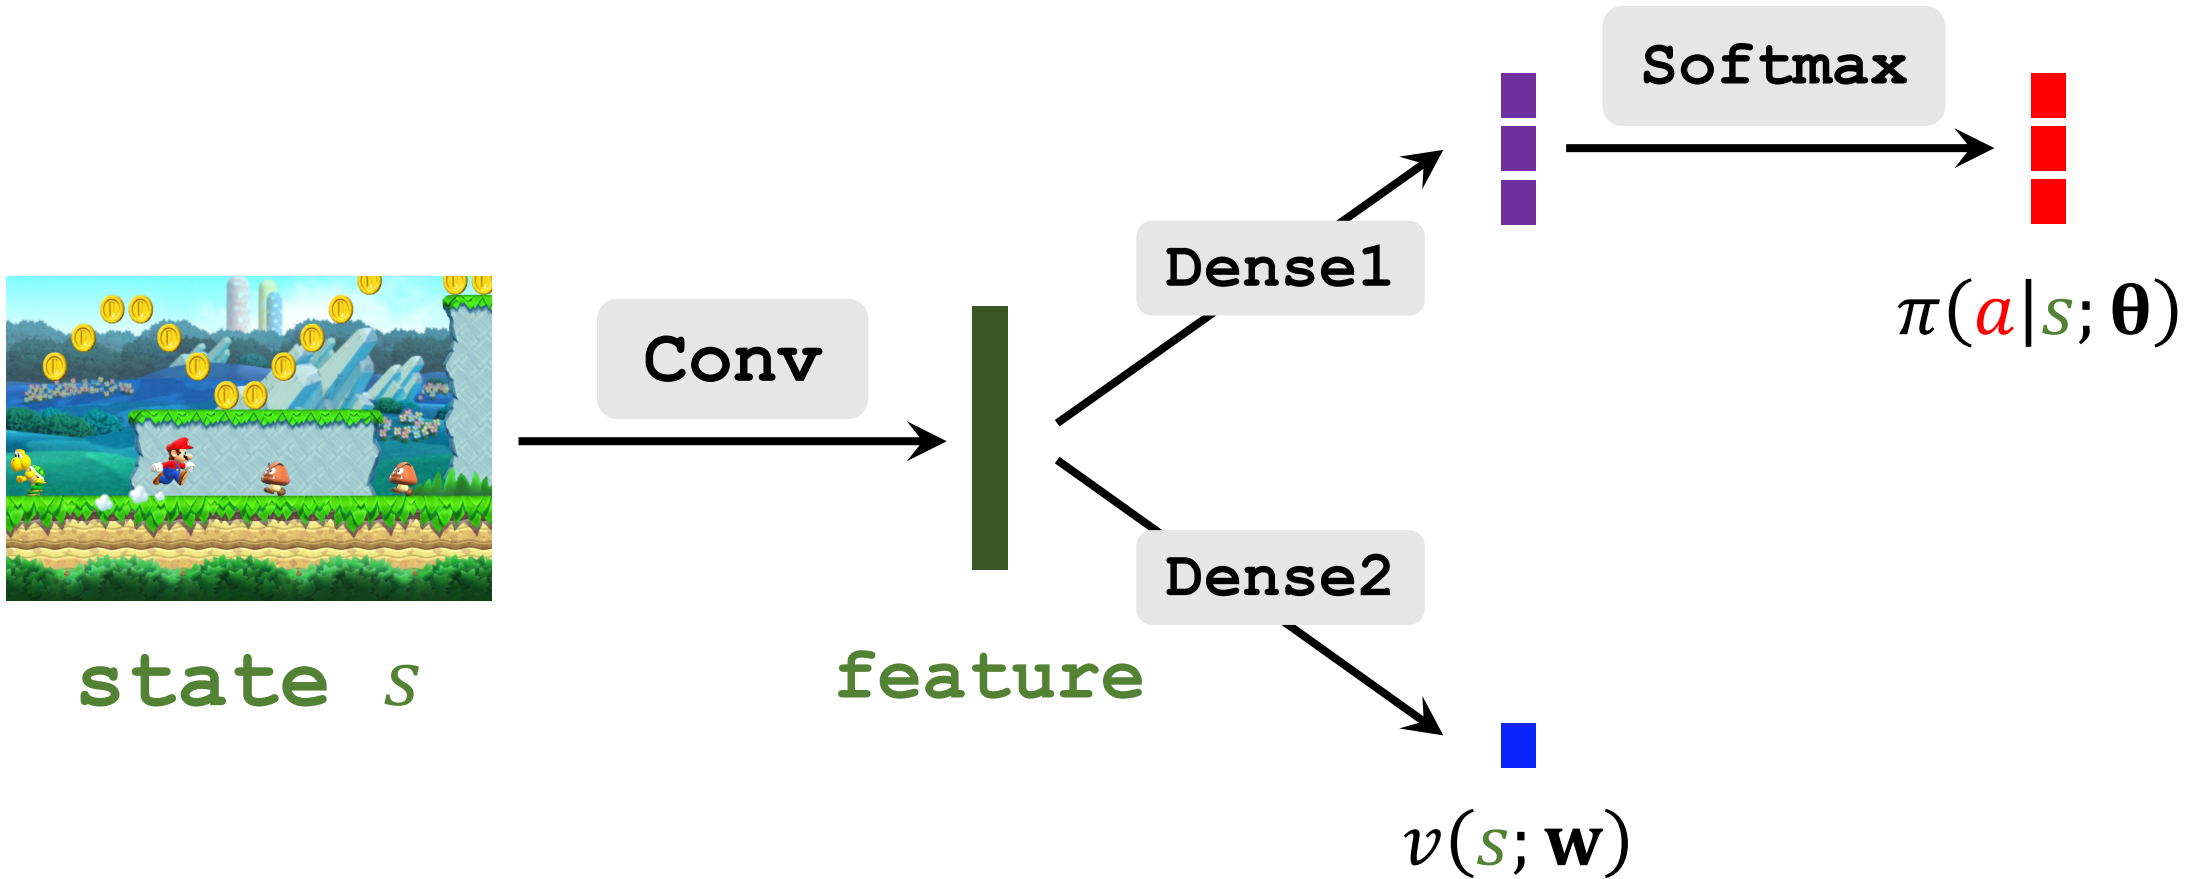 Softmax
Dense1
π(a|s; θ)
Conv
Dense2
state s
feature
v(s; w)